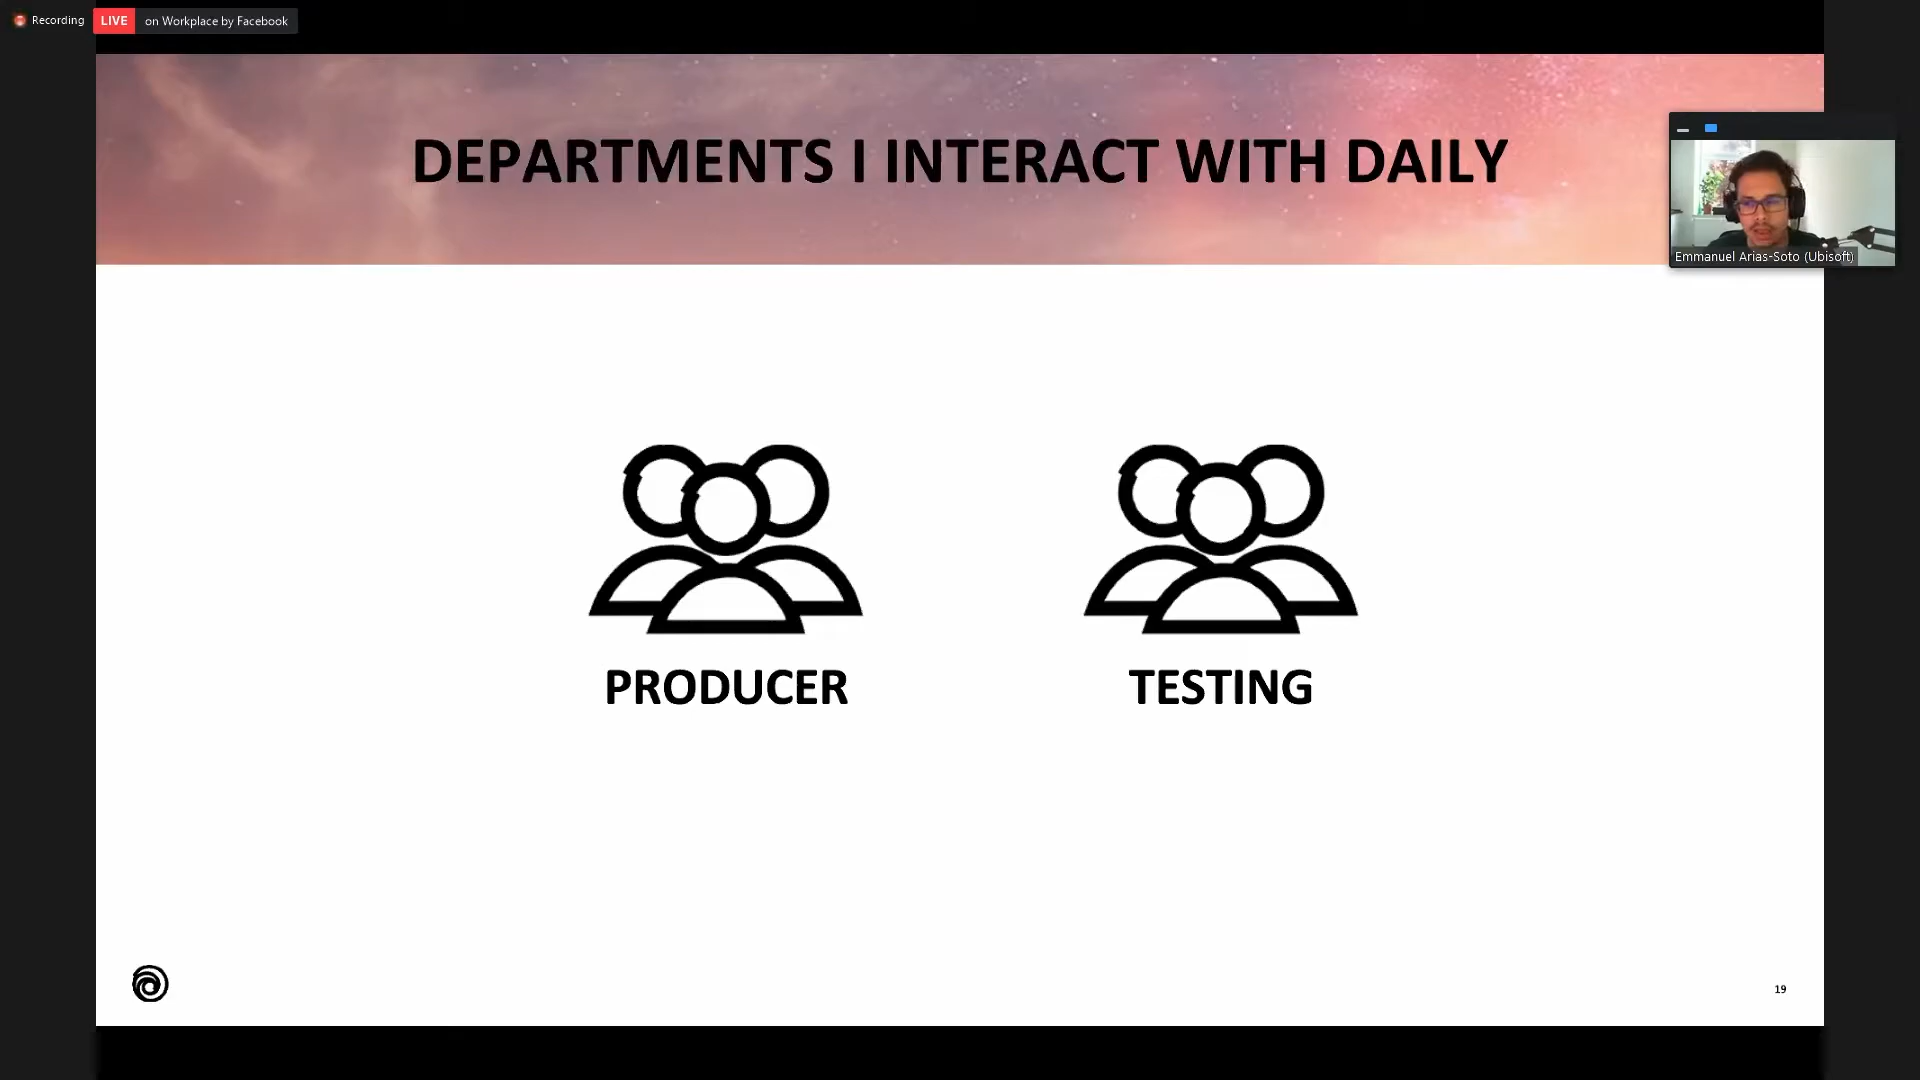 Recording
LIVE on Workplace by Facebook
DEPARTMENTS I INTERACT WITH DAILY
Emmanuel Arias-Soto (Ubisoft)
PRODUCER
TESTING
19